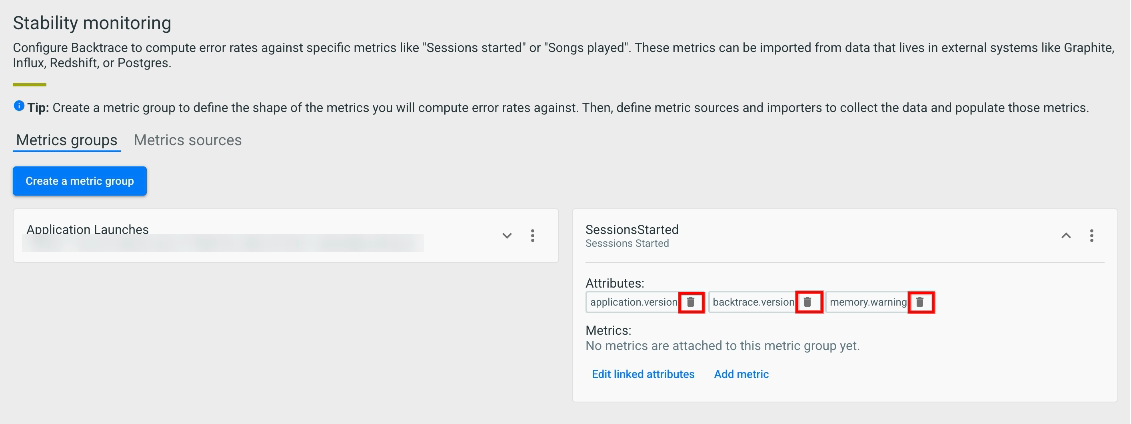 Stability monitoring
Configure Backtrace to compute error rates against specific metrics like "Sessions started" or "Songs played". These metrics can be imported from data that lives in external systems like Graphite,
Influx, Redshift, or Postgres.
Tip: Create a metric group to define the shape of the metrics you will compute error rates against. Then, define metric sources and importers to collect the data and populate those metrics.
Metrics groups Metrics sources
Create a metric group
Application Launches
SessionsStarted
Sesssions Started
Attributes:
application.version backtrace.version memory.warning
Metrics:
No metrics are attached to this metric group yet.
Edit linked attributes Add metric